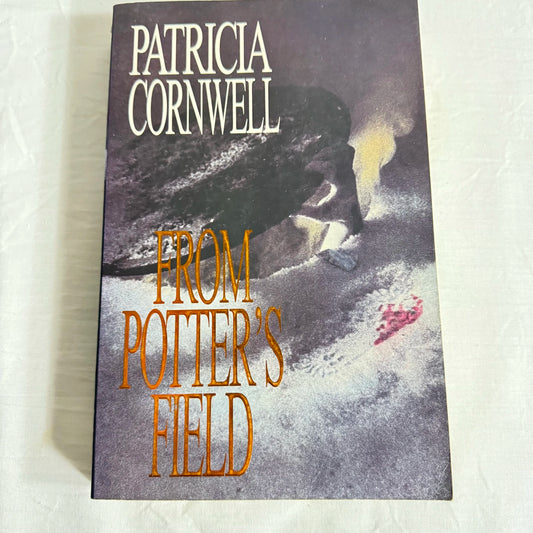 PATRICIA
CORNWELL
FROM
POTTER'S
FIELD